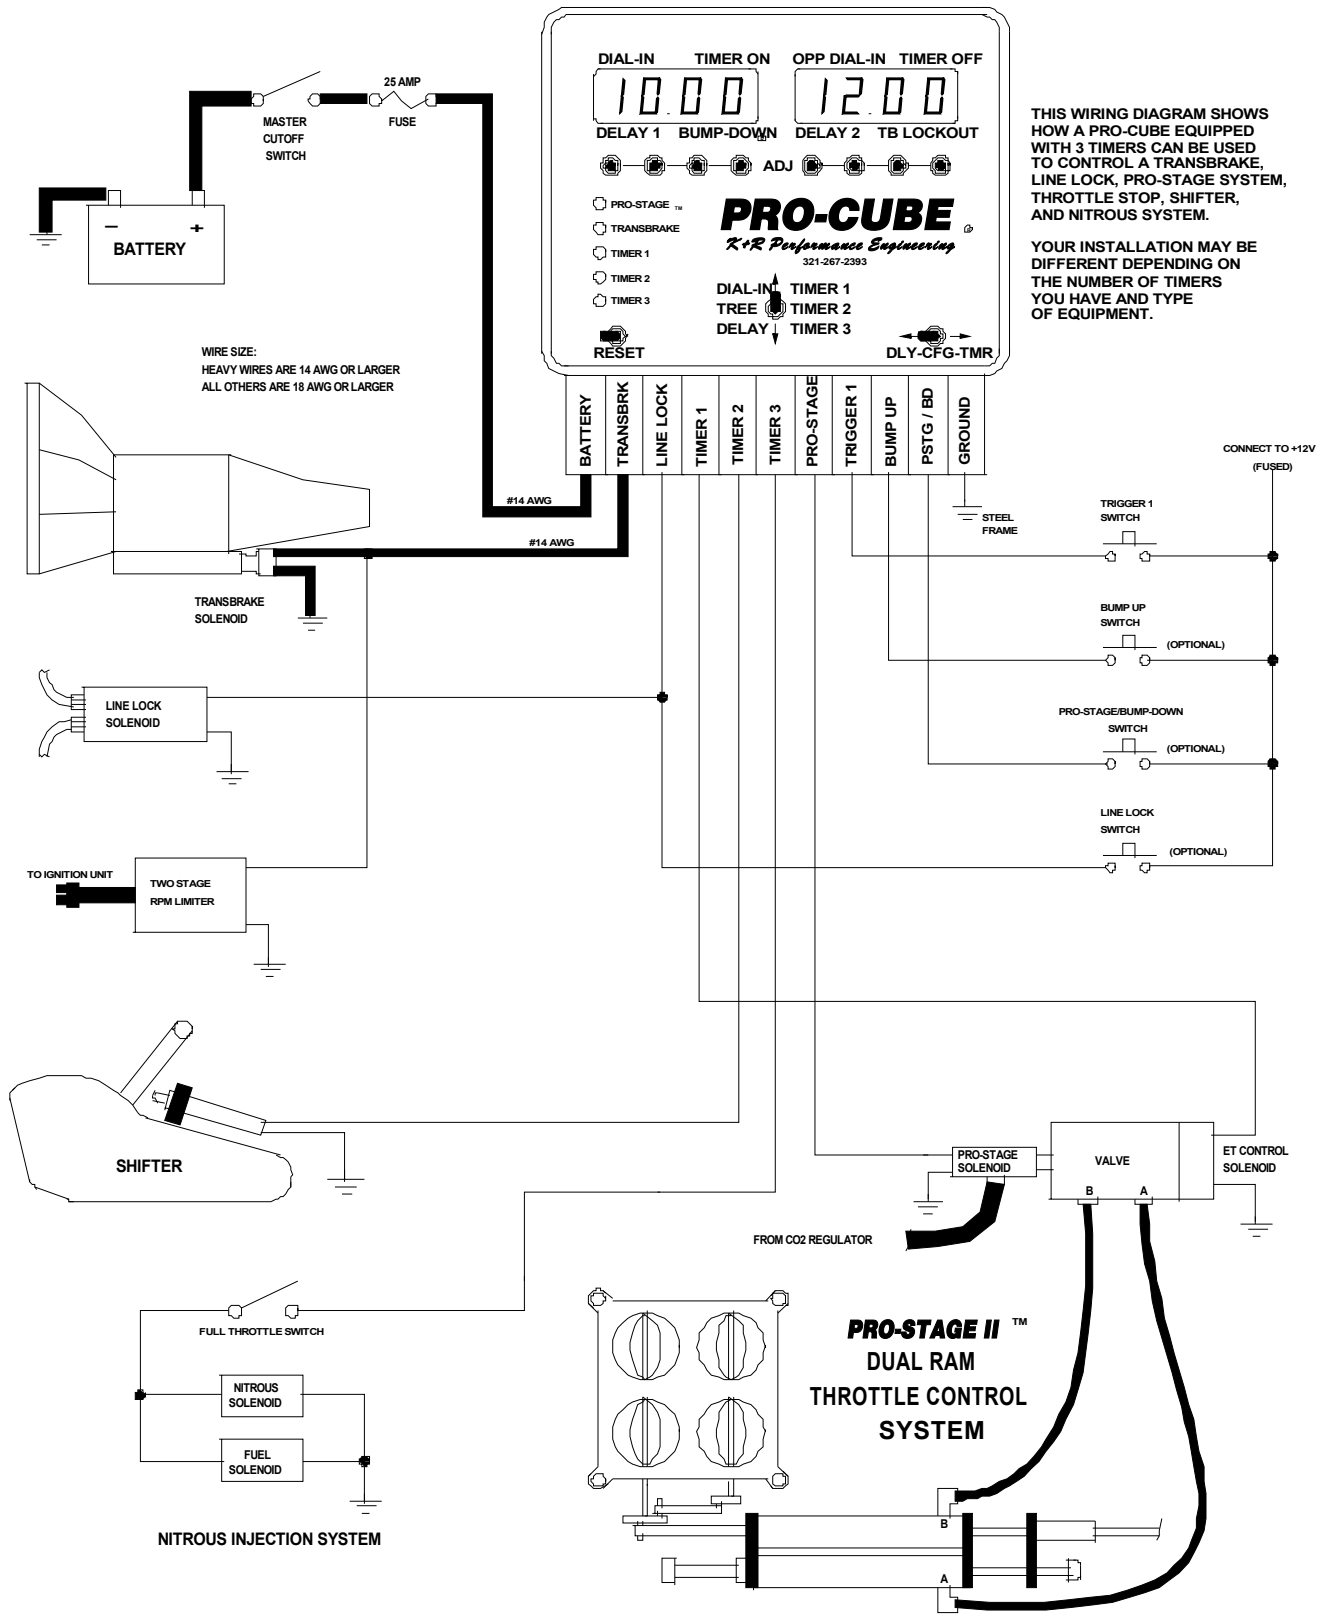 DIAL-IN TIMER ON OPP DIAL-IN TIMER OFF
10.00 12.00
DELAY 1 BUMP-DOWN DELAY 2 TB LOCKOUT
ADJ
PRO-STAGE ™
TRANSBRAKE
TIMER 1
TIMER 2
TIMER 3
PRO-CUBE
K+R Performance Engineering
321-267-2393
DIAL-IN TIMER 1
TREE TIMER 2
DELAY TIMER 3
RESET
DLY-CFG-TMR
BATTERY
TRANSBRK
LINE LOCK
TIMER 1
TIMER 2
TIMER 3
PRO-STAGE
TRIGGER 1
BUMP UP
PSTG / BD
GROUND
25 AMP
FUSE
MASTER
CUTOFF
SWITCH
− +
BATTERY
THIS WIRING DIAGRAM SHOWS
HOW A PRO-CUBE EQUIPPED
WITH 3 TIMERS CAN BE USED
TO CONTROL A TRANSBRAKE,
LINE LOCK, PRO-STAGE SYSTEM,
THROTTLE STOP, SHIFTER,
AND NITROUS SYSTEM.
YOUR INSTALLATION MAY BE
DIFFERENT DEPENDING ON
THE NUMBER OF TIMERS
YOU HAVE AND TYPE
OF EQUIPMENT.
WIRE SIZE:
HEAVY WIRES ARE 14 AWG OR LARGER
ALL OTHERS ARE 18 AWG OR LARGER
#14 AWG
#14 AWG
STEEL
FRAME
CONNECT TO +12V
(FUSED)
TRIGGER 1
SWITCH
TRANSBRAKE
SOLENOID
BUMP UP
SWITCH
(OPTIONAL)
LINE LOCK
SOLENOID
PRO-STAGE/BUMP-DOWN
SWITCH
(OPTIONAL)
LINE LOCK
SWITCH
(OPTIONAL)
TO IGNITION UNIT
TWO STAGE
RPM LIMITER
SHIFTER
PRO-STAGE
SOLENOID
VALVE
B A
ET CONTROL
SOLENOID
FROM CO2 REGULATOR
FULL THROTTLE SWITCH
NITROUS
SOLENOID
FUEL
SOLENOID
NITROUS INJECTION SYSTEM
PRO-STAGE II ™
DUAL RAM
THROTTLE CONTROL
SYSTEM
B
A